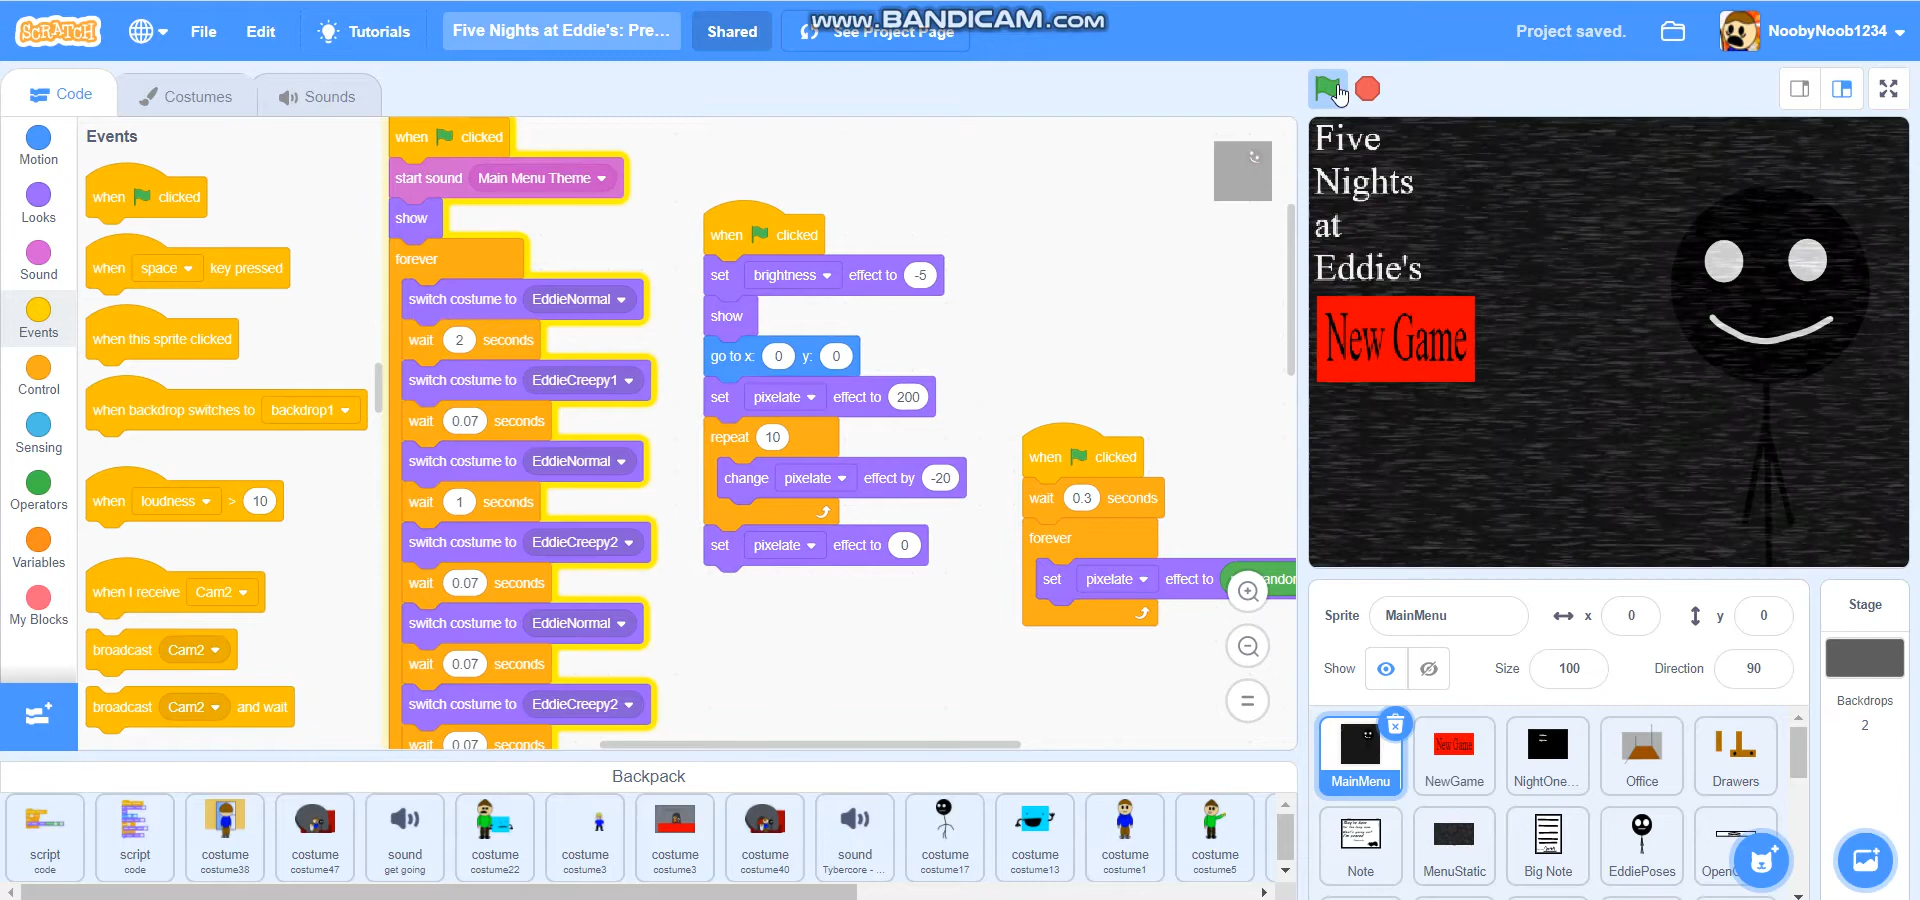 SCRATCH File Edit Tutorials Five Nights at Eddie's: Pre... Shared See Project Page Project saved. NoobyNoob1234
www.BANDICAM.com
Code Costumes Sounds
Motion
Looks
Sound
Events
Control
Sensing
Operators
Variables
My Blocks
Events
when clicked
when space key pressed
when this sprite clicked
when backdrop switches to backdrop1
when loudness > 10
when I receive Cam2
broadcast Cam2
broadcast Cam2 and wait
when clicked
start sound Main Menu Theme
show
forever
switch costume to EddieNormal
wait 2 seconds
switch costume to EddieCreepy1
wait 0.07 seconds
switch costume to EddieNormal
wait 1 seconds
switch costume to EddieCreepy2
wait 0.07 seconds
switch costume to EddieNormal
wait 0.07 seconds
switch costume to EddieCreepy2
wait 0.07 seconds
when clicked
set brightness effect to -5
show
go to x: 0 y: 0
set pixelate effect to 200
repeat 10
change pixelate effect by -20
set pixelate effect to 0
when clicked
wait 0.3 seconds
forever
set pixelate effect to
Five
Nights
at
Eddie's
New Game
Sprite MainMenu x 0 y 0
Show Size 100 Direction 90
MainMenu NewGame NightOne... Office Drawers
Note MenuStatic Big Note EddiePoses
Stage
Backdrops
2
Backpack
script costume costume sound costume costume costume costume sound costume costume costume costume
script
code
code
costume38
costume47
get going
costume22
costume3
costume3
costume40
Tybercore - ...
costume17
costume13
costume1
costume5